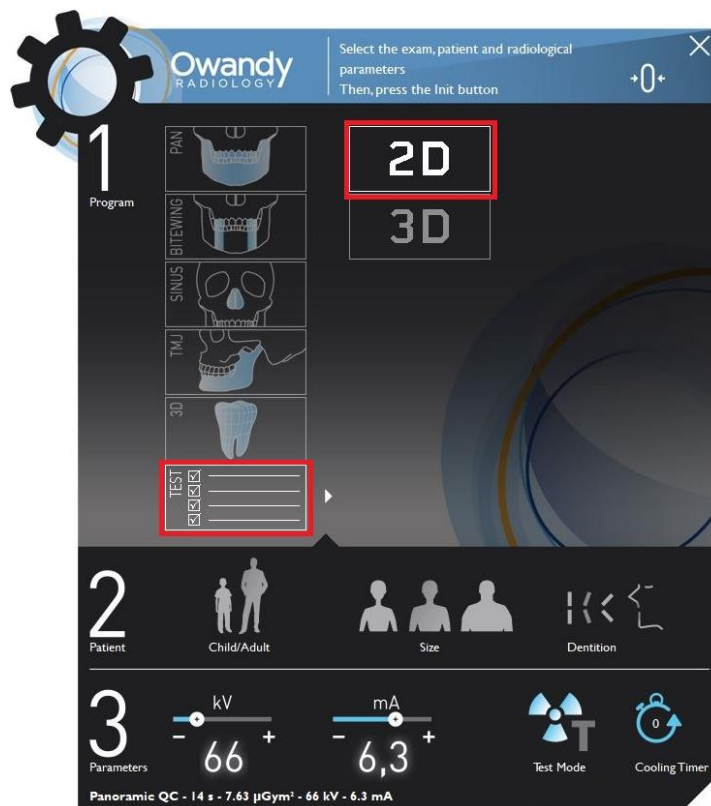 Owandy
RADIOLOGY
Select the exam, patient and radiological
parameters
Then, press the Init button
0
1
Program
PAN
2D
BITEWING
3D
SINUS
TMJ
3D
TEST
2
Patient
Child/Adult
Size
Dentition
3
Parameters
kV
- +
66
mA
- +
6,3
T
Test Mode
0
Cooling Timer
Panoramic QC - 14 s - 7.63 µGym² - 66 kV - 6.3 mA